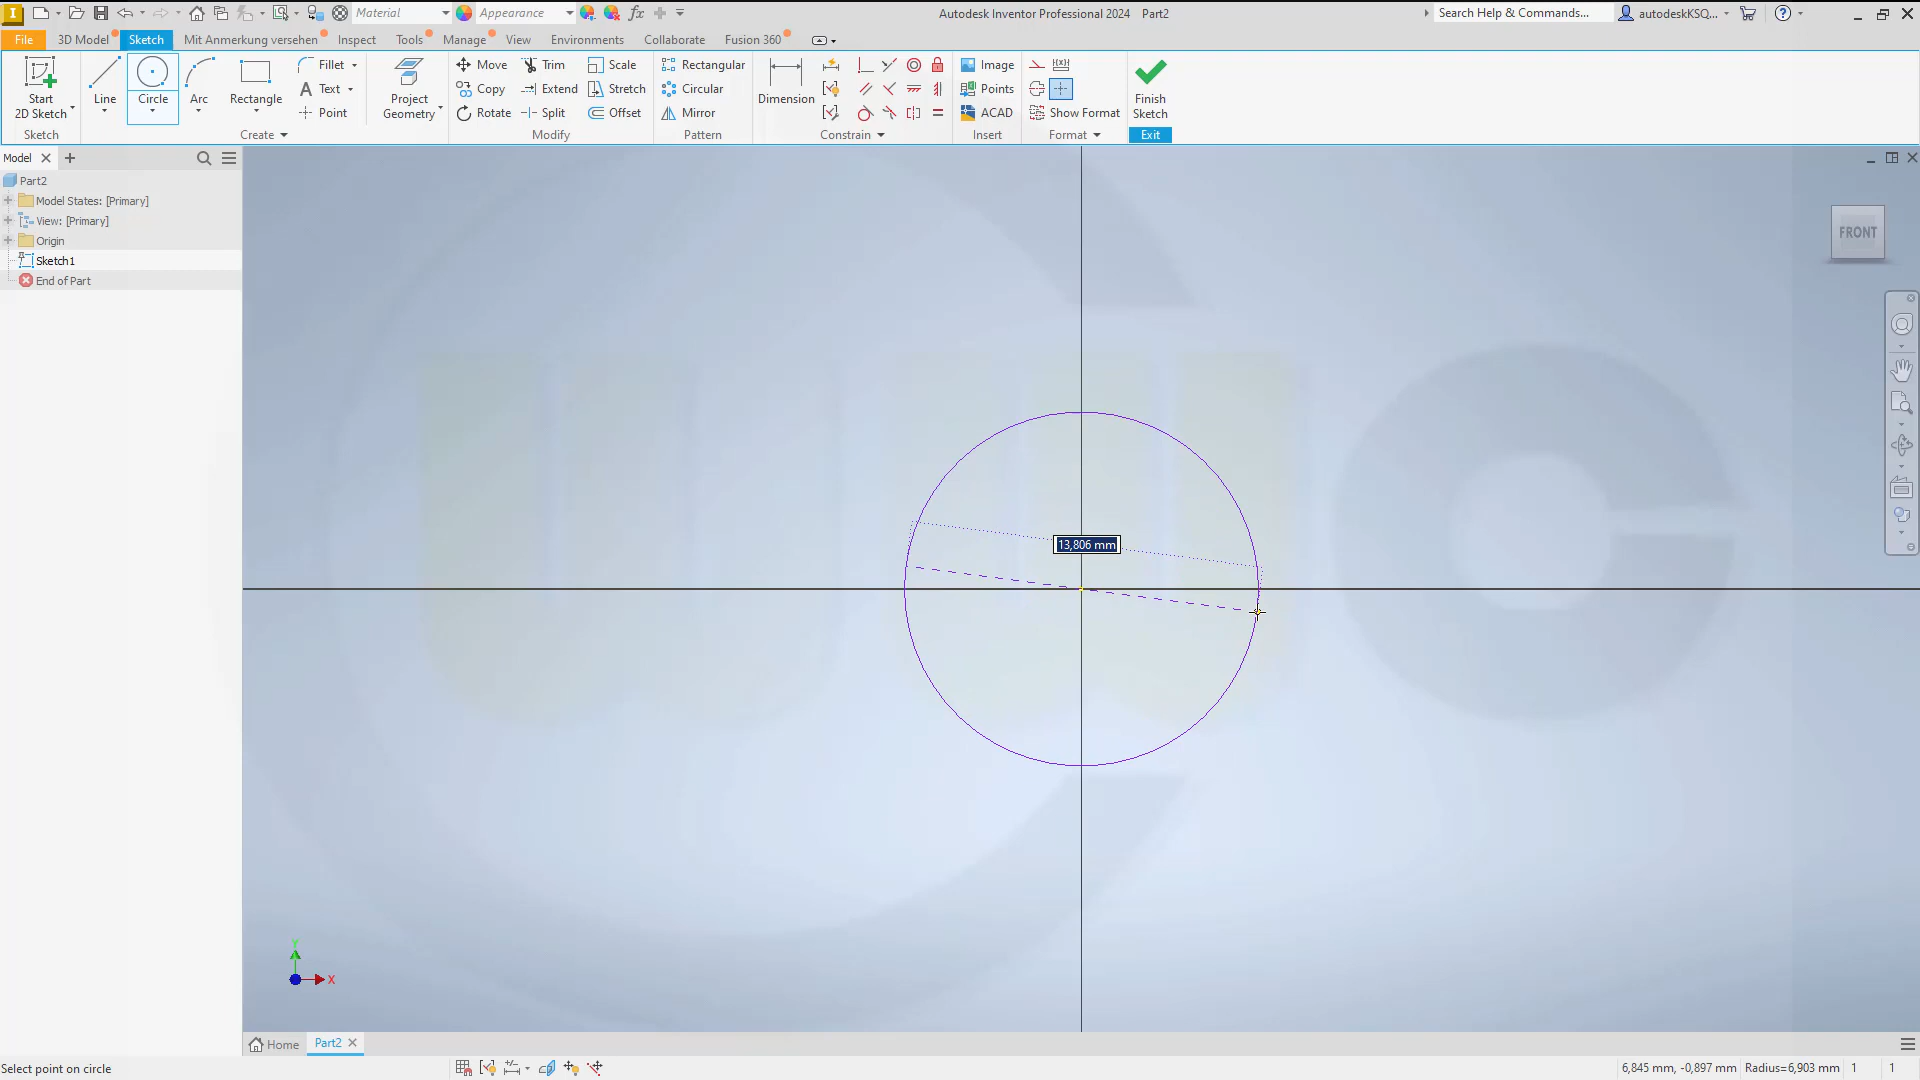 Material
Appearance
Autodesk Inventor Professional 2024 Part2
Search Help & Commands...
autodeskKSQ...
File
3D Model
Sketch
Mit Anmerkung versehen
Inspect
Tools
Manage
View
Environments
Collaborate
Fusion 360
Start
2D Sketch
Line
Circle
Arc
Rectangle
Fillet
Text
Point
Project
Geometry
Move
Copy
Rotate
Trim
Extend
Split
Scale
Stretch
Offset
Rectangular
Circular
Mirror
Dimension
Image
Points
ACAD
Show Format
Finish
Sketch
Sketch
Create
Modify
Pattern
Constrain
Insert
Format
Exit
Model
Part2
Model States: [Primary]
View: [Primary]
Origin
Sketch1
End of Part
FRONT
13,806 mm
Y
X
Home
Part2
Select point on circle
6,845 mm, -0,897 mm
Radius=6,903 mm
1
1